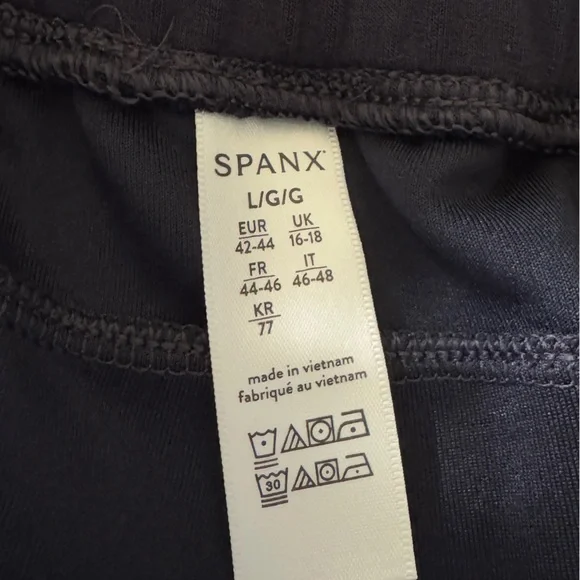 SPANX
L/G/G
EUR UK
42-44 16-18
FR IT
44-46 46-48
KR
77
made in vietnam
fabriqué au vietnam
30